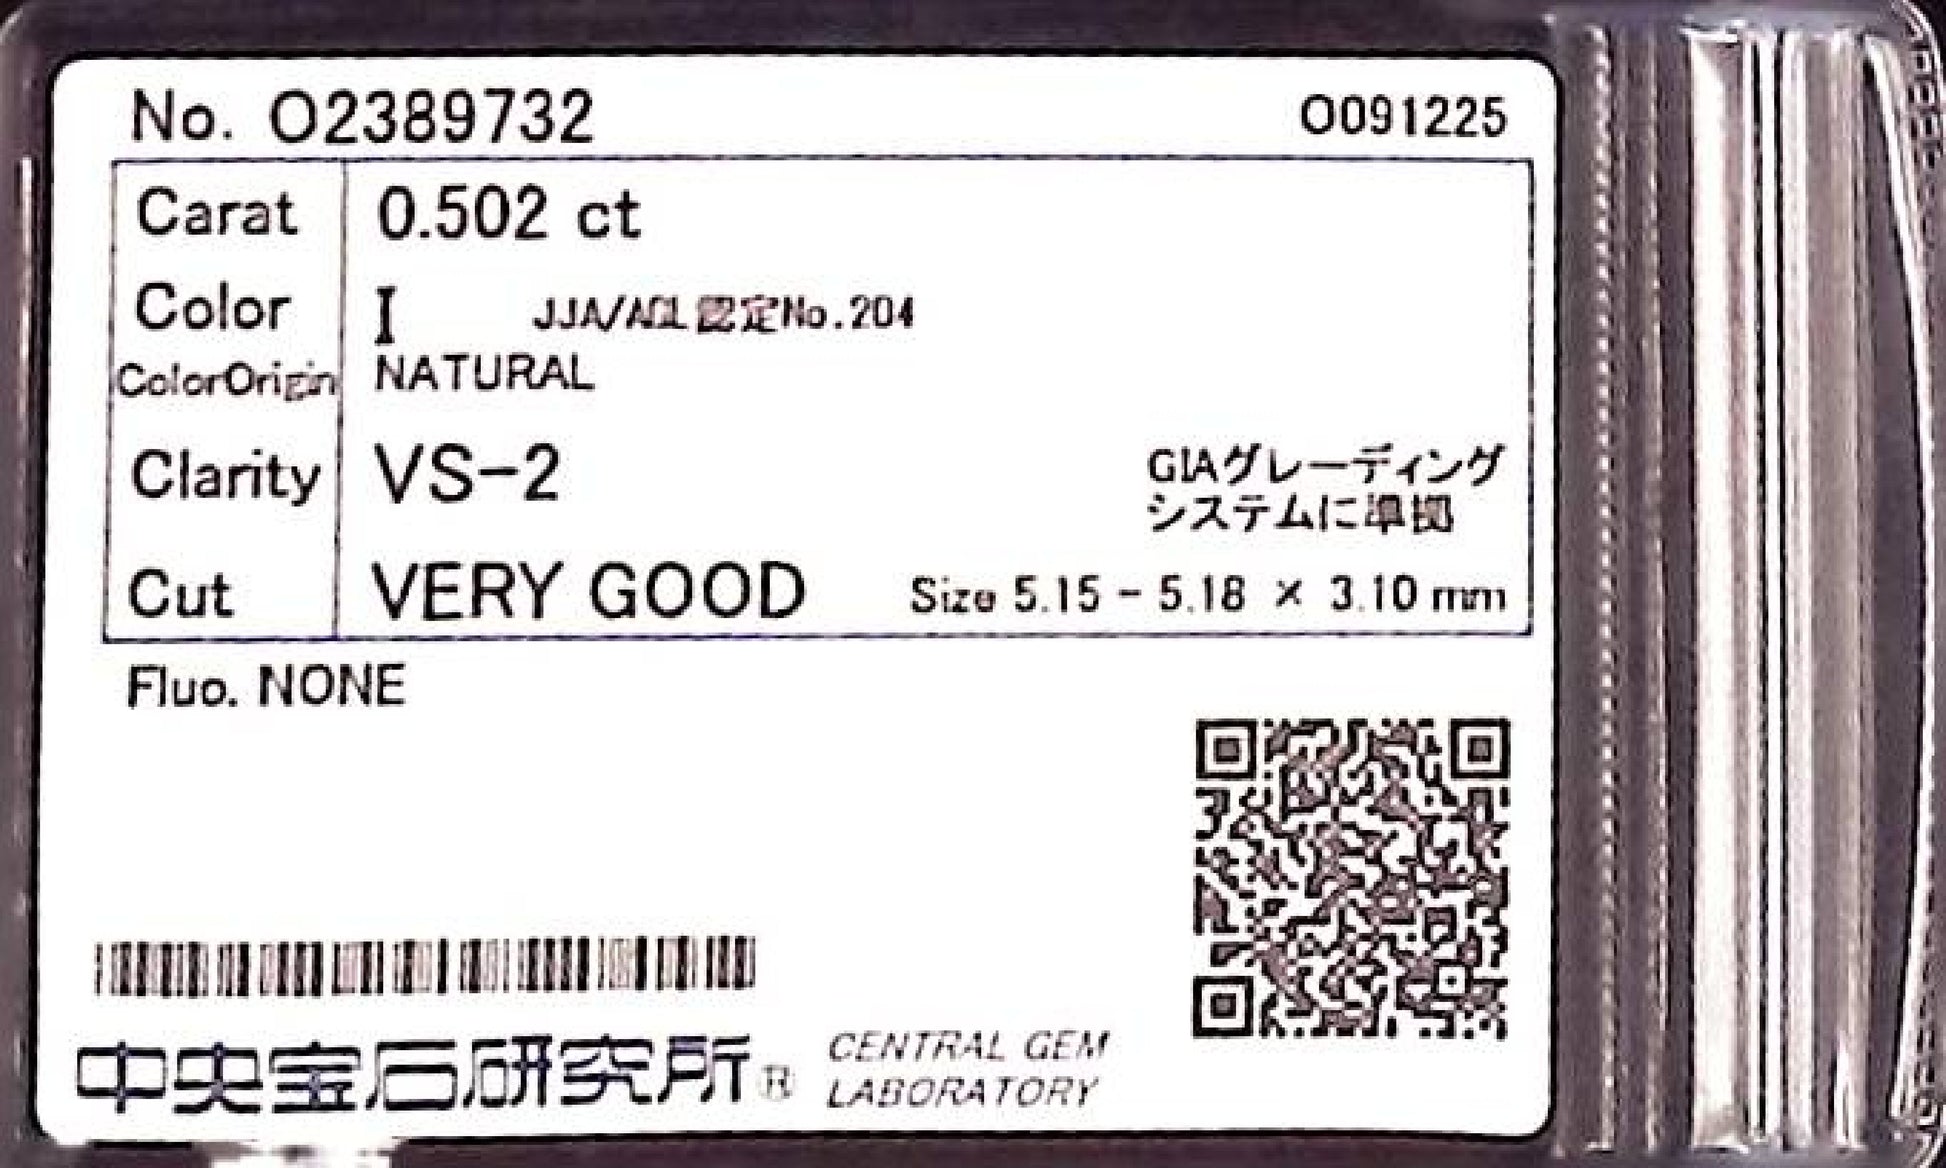 No. O2389732 O091225
Carat 0.502 ct
Color I JJA/AGL認定No.204
ColorOrigin NATURAL
Clarity VS-2 GIAグレーディング
システムに準拠
Cut VERY GOOD Size 5.15 - 5.18 × 3.10 mm
Fluo. NONE
中央宝石研究所® CENTRAL GEM
LABORATORY